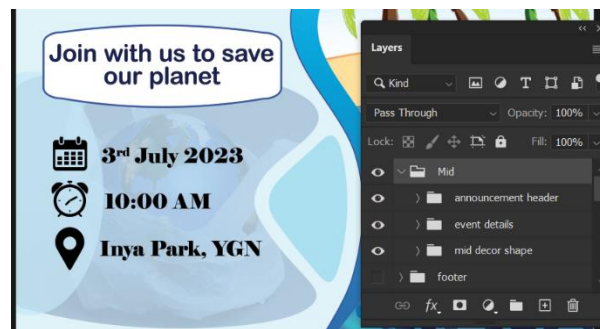 Join with us to save
our planet
3rd July 2023
10:00 AM
Inya Park, YGN
Layers
Kind
Pass Through Opacity: 100%
Lock: Fill: 100%
Mid
announcement header
event details
mid decor shape
footer
fx